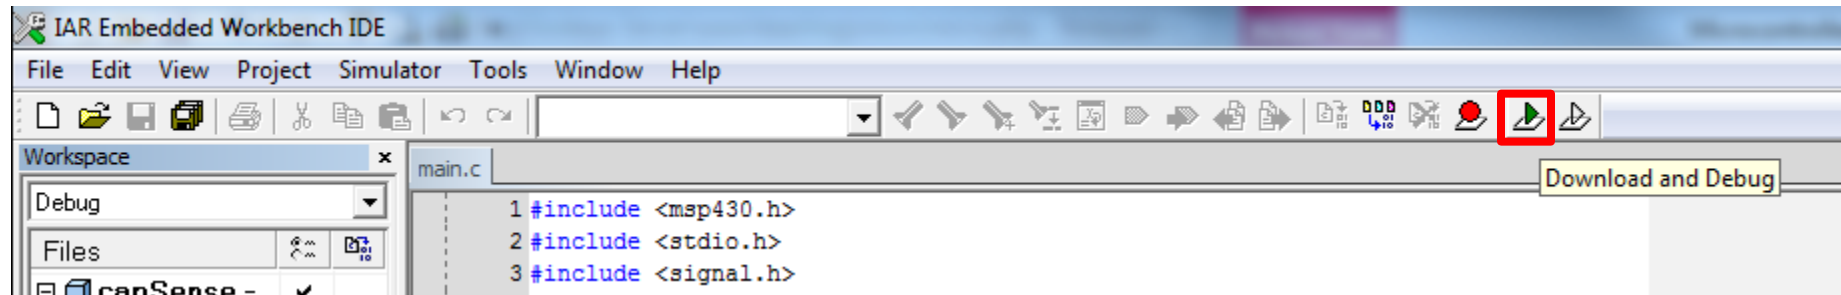 IAR Embedded Workbench IDE
File Edit View Project Simulator Tools Window Help
Workspace
main.c
Download and Debug
Debug
1 #include <msp430.h>
Files
2 #include <stdio.h>
3 #include <signal.h>
capSense -